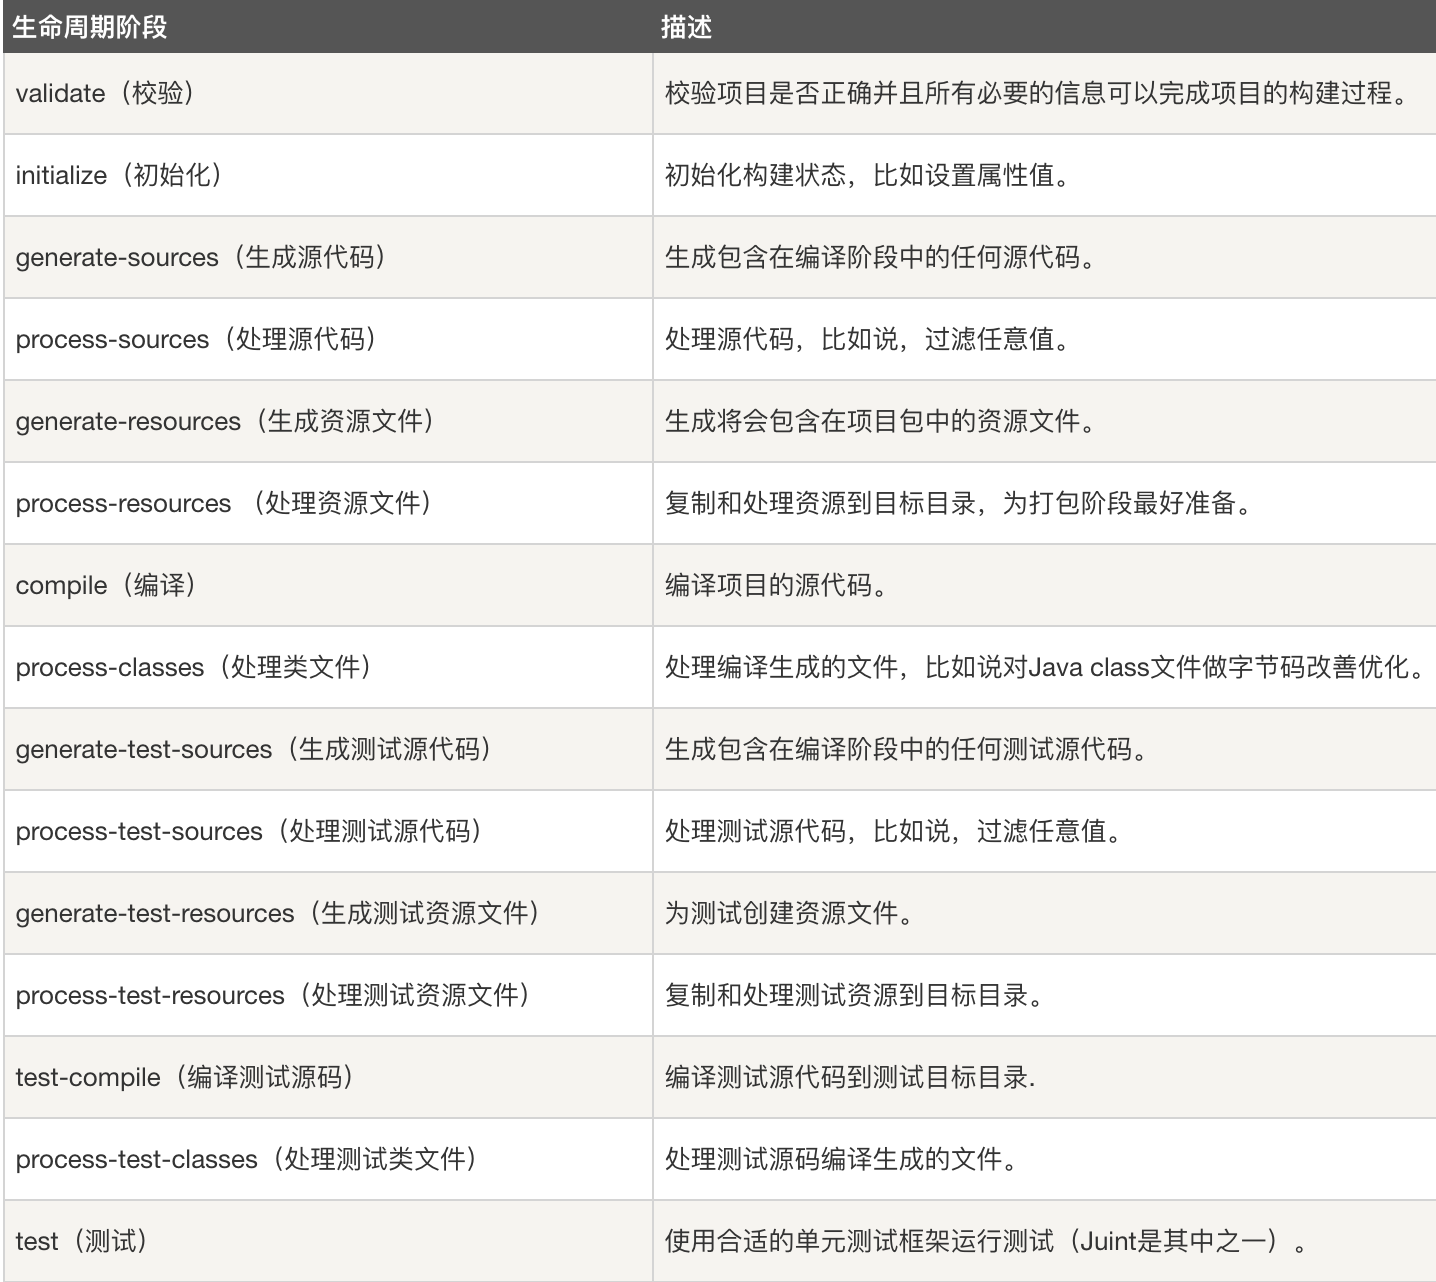 生命周期阶段 描述
validate（校验） 校验项目是否正确并且所有必要的信息可以完成项目的构建过程。
initialize（初始化） 初始化构建状态，比如设置属性值。
generate-sources（生成源代码） 生成包含在编译阶段中的任何源代码。
process-sources（处理源代码） 处理源代码，比如说，过滤任意值。
generate-resources（生成资源文件） 生成将会包含在项目包中的资源文件。
process-resources （处理资源文件） 复制和处理资源到目标目录，为打包阶段最好准备。
compile（编译） 编译项目的源代码。
process-classes（处理类文件） 处理编译生成的文件，比如说对Java class文件做字节码改善优化。
generate-test-sources（生成测试源代码） 生成包含在编译阶段中的任何测试源代码。
process-test-sources（处理测试源代码） 处理测试源代码，比如说，过滤任意值。
generate-test-resources（生成测试资源文件） 为测试创建资源文件。
process-test-resources（处理测试资源文件） 复制和处理测试资源到目标目录。
test-compile（编译测试源码） 编译测试源代码到测试目标目录.
process-test-classes（处理测试类文件） 处理测试源码编译生成的文件。
test（测试） 使用合适的单元测试框架运行测试（Juint是其中之一）。